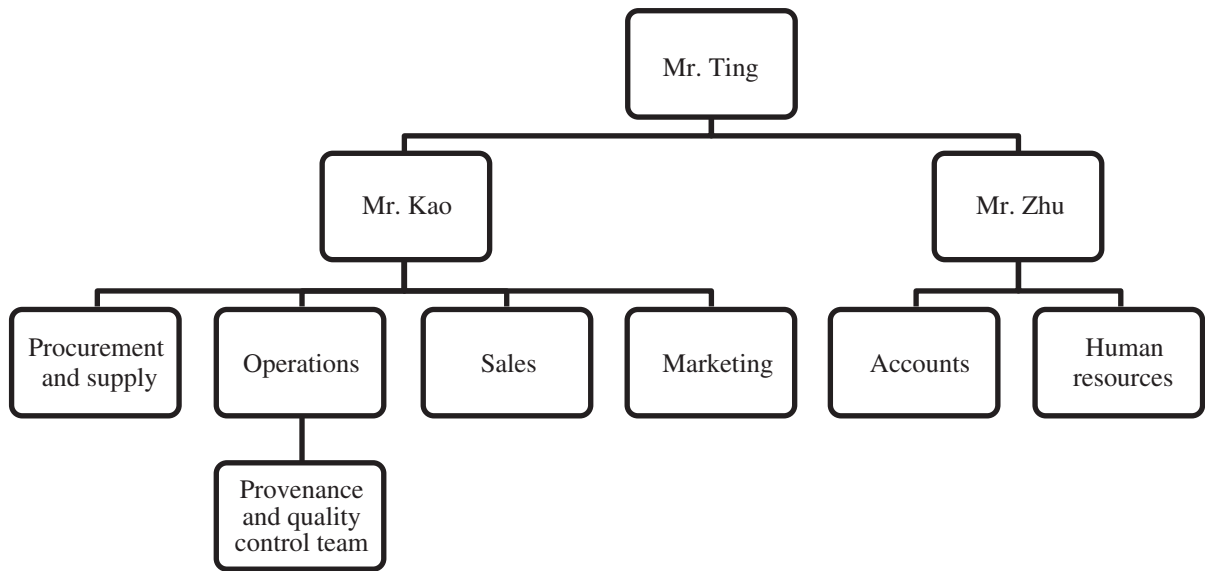 Mr. Ting
Mr. Kao
Mr. Zhu
Procurement
and supply
Operations
Sales
Marketing
Accounts
Human
resources
Provenance
and quality
control team